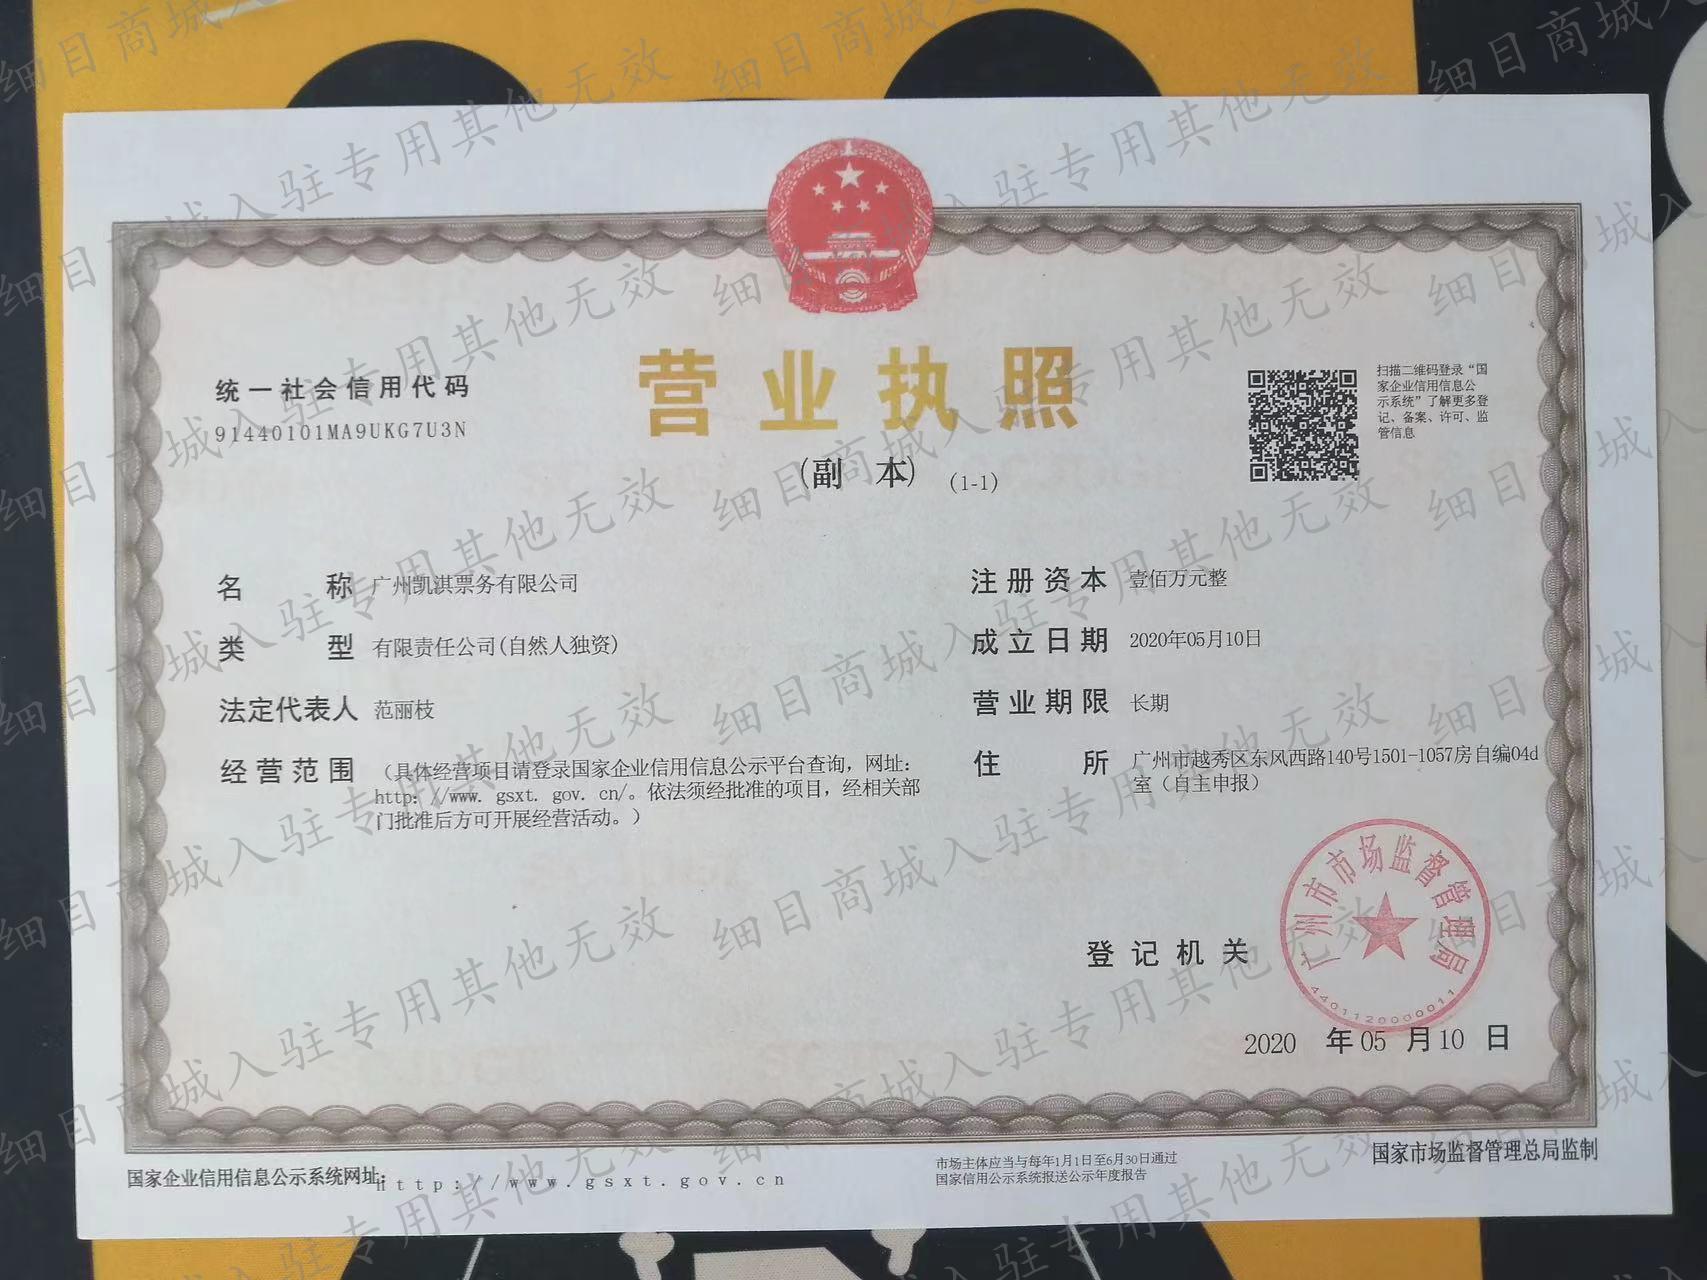 统一社会信用代码
91440101MA9UKG7U3N
营业执照
(副 本) (1-1)
扫描二维码登录“国
家企业信用信息公
示系统”了解更多登
记、备案、许可、监
管信息
名 称 广州凯淇票务有限公司
类 型 有限责任公司(自然人独资)
法定代表人 范丽枝
经营范围 (具体经营项目请登录国家企业信用信息公示平台查询,网址:
http://www.gsxt.gov.cn/。依法须经批准的项目,经相关部
门批准后方可开展经营活动。)
注册资本 壹佰万元整
成立日期 2020年05月10日
营业期限 长期
住 所 广州市越秀区东风西路140号1501-1057房自编04d
室(自主申报)
登记机关
广州市市场监督管理局
4401120000011
2020 年05 月10 日
国家企业信用信息公示系统网址:http://www.gsxt.gov.cn
市场主体应当与每年1月1日至6月30日通过
国家信用公示系统报送公示年度报告
国家市场监督管理总局监制
细目商城入驻专用其他无效